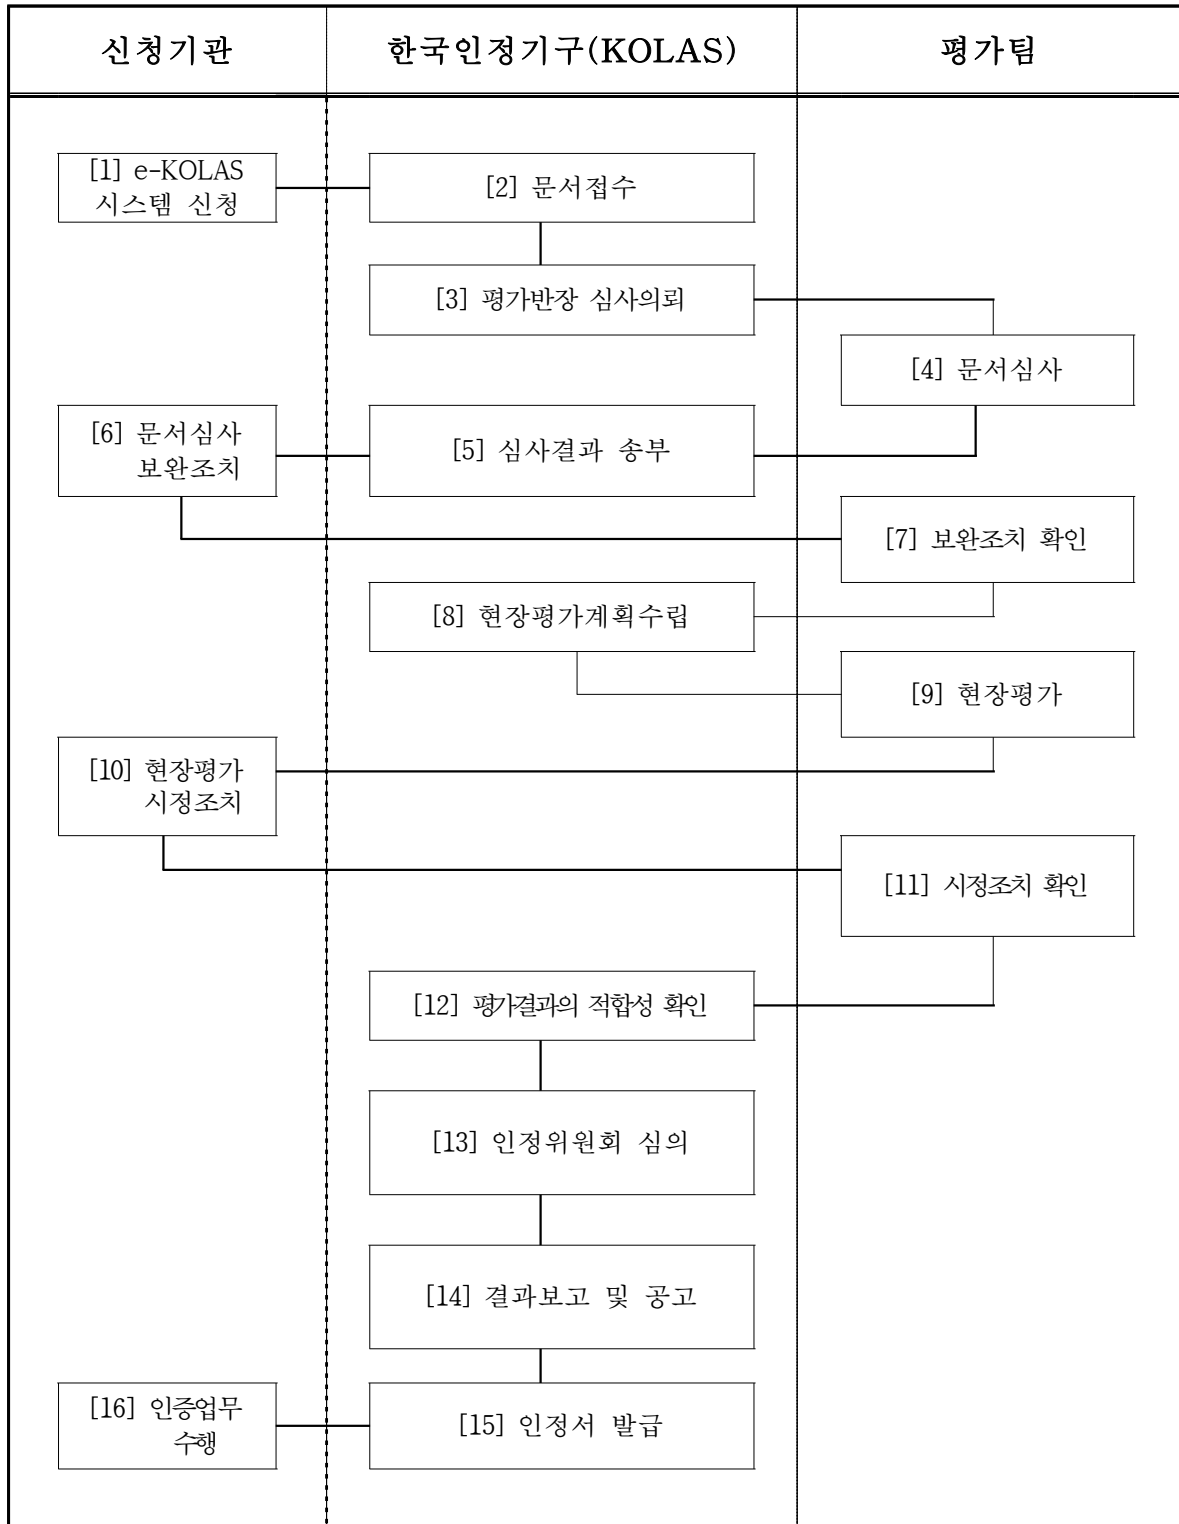 신청기관
한국인정기구(KOLAS)
평가팀
[1] e-KOLAS
시스템 신청
[2] 문서접수
[3] 평가반장 심사의뢰
[4] 문서심사
[6] 문서심사
보완조치
[5] 심사결과 송부
[7] 보완조치 확인
[8] 현장평가계획수립
[9] 현장평가
[10] 현장평가
시정조치
[11] 시정조치 확인
[12] 평가결과의 적합성 확인
[13] 인정위원회 심의
[14] 결과보고 및 공고
[16] 인증업무
수행
[15] 인정서 발급